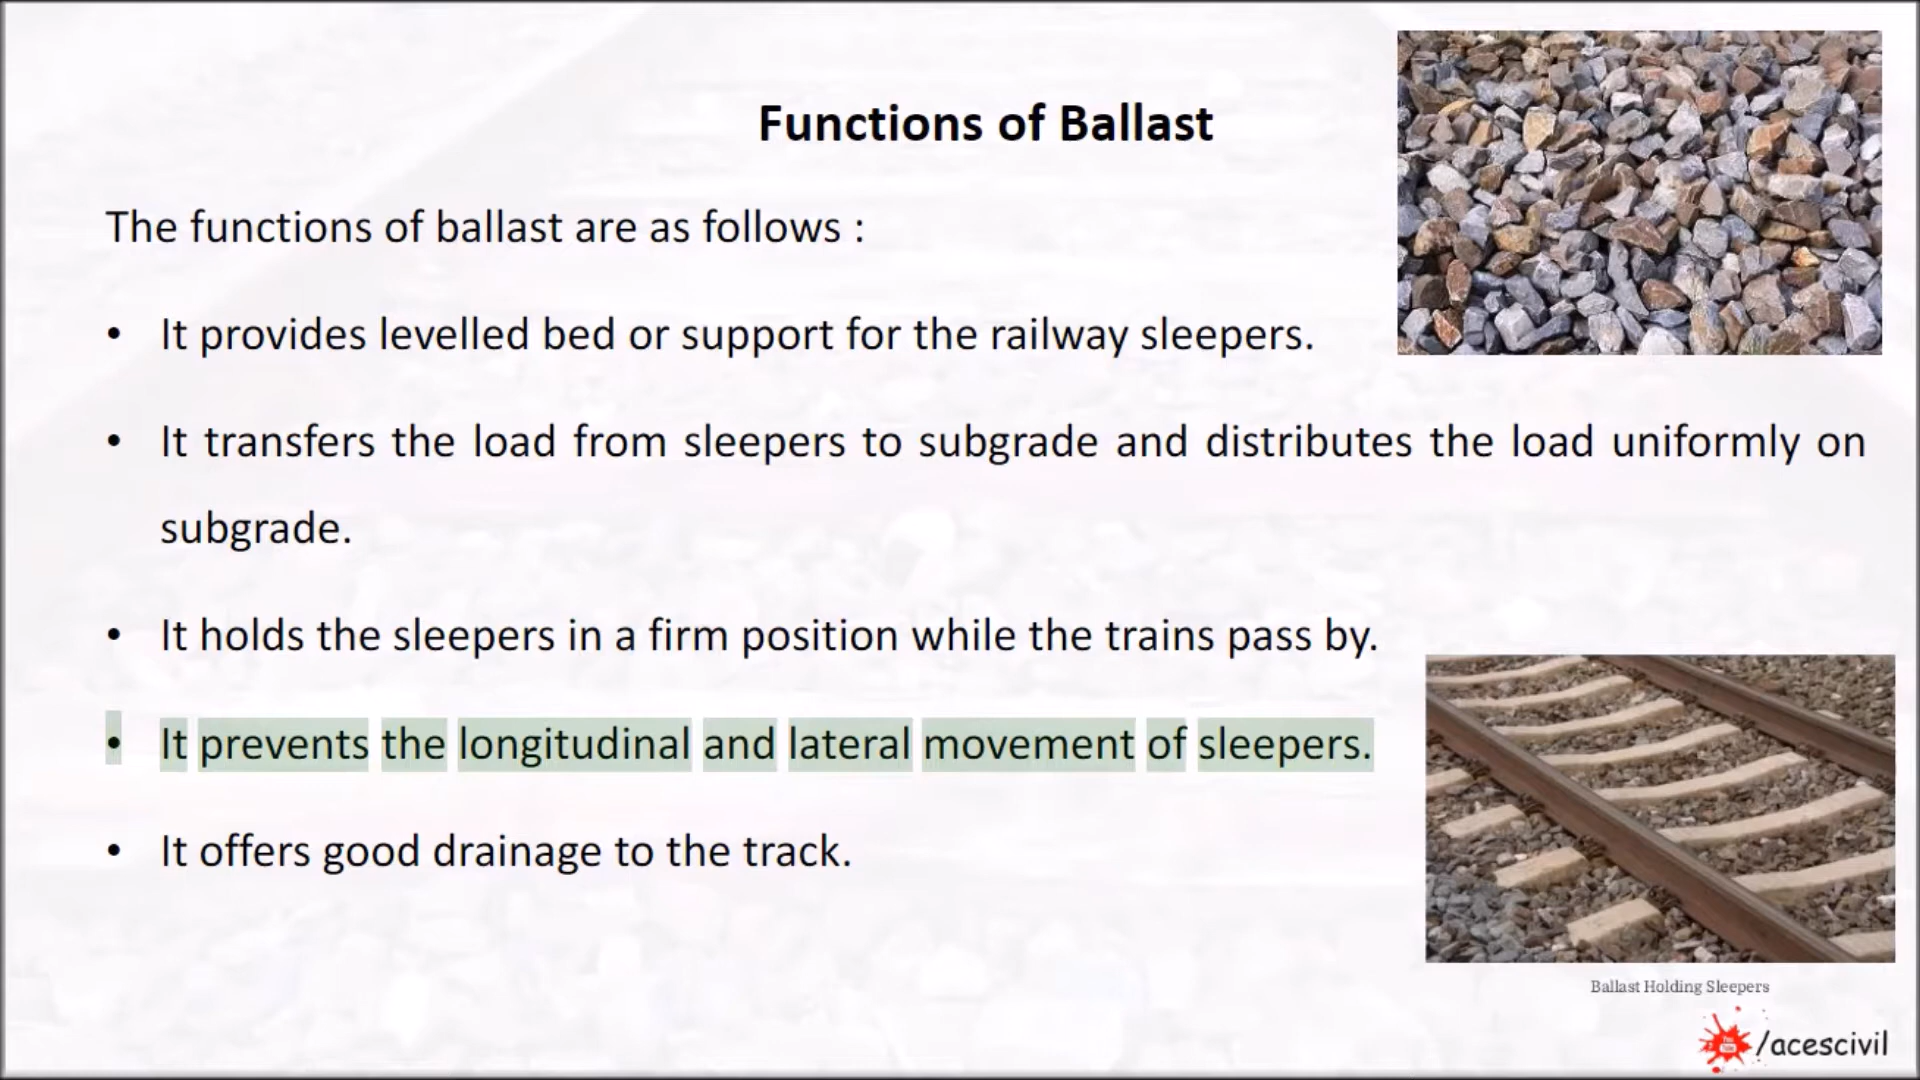 Functions of Ballast
The functions of ballast are as follows :
• It provides levelled bed or support for the railway sleepers.
• It transfers the load from sleepers to subgrade and distributes the load uniformly on
subgrade.
• It holds the sleepers in a firm position while the trains pass by.
• It prevents the longitudinal and lateral movement of sleepers.
• It offers good drainage to the track.
Ballast Holding Sleepers
/acescivil